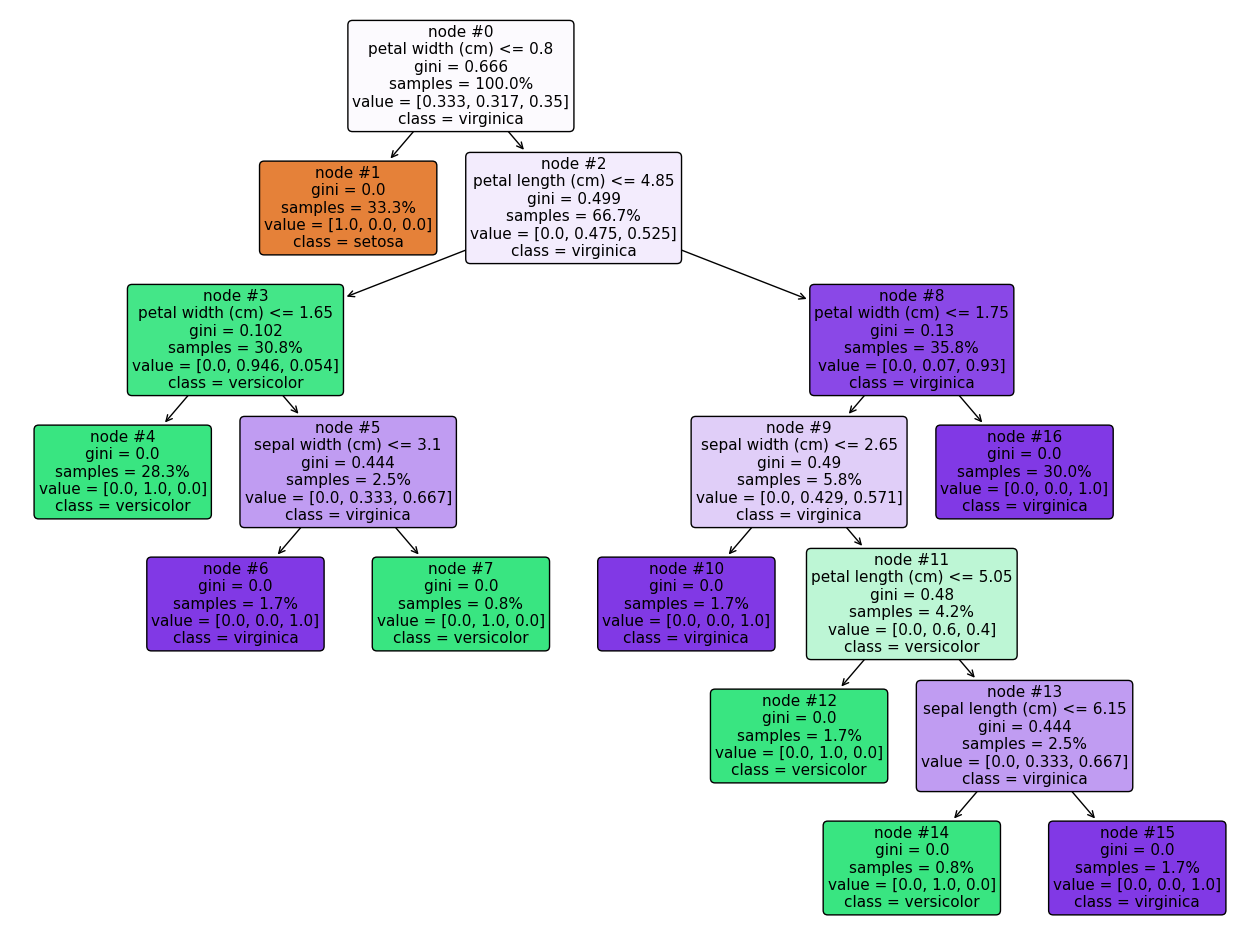 node #0
petal width (cm) <= 0.8
gini = 0.666
samples = 100.0%
value = [0.333, 0.317, 0.35]
class = virginica
node #1
gini = 0.0
samples = 33.3%
value = [1.0, 0.0, 0.0]
class = setosa
node #2
petal length (cm) <= 4.85
gini = 0.499
samples = 66.7%
value = [0.0, 0.475, 0.525]
class = virginica
node #3
petal width (cm) <= 1.65
gini = 0.102
samples = 30.8%
value = [0.0, 0.946, 0.054]
class = versicolor
node #8
petal width (cm) <= 1.75
gini = 0.13
samples = 35.8%
value = [0.0, 0.07, 0.93]
class = virginica
node #4
gini = 0.0
samples = 28.3%
value = [0.0, 1.0, 0.0]
class = versicolor
node #5
sepal width (cm) <= 3.1
gini = 0.444
samples = 2.5%
value = [0.0, 0.333, 0.667]
class = virginica
node #9
sepal width (cm) <= 2.65
gini = 0.49
samples = 5.8%
value = [0.0, 0.429, 0.571]
class = virginica
node #16
gini = 0.0
samples = 30.0%
value = [0.0, 0.0, 1.0]
class = virginica
node #6
gini = 0.0
samples = 1.7%
value = [0.0, 0.0, 1.0]
class = virginica
node #7
gini = 0.0
samples = 0.8%
value = [0.0, 1.0, 0.0]
class = versicolor
node #10
gini = 0.0
samples = 1.7%
value = [0.0, 0.0, 1.0]
class = virginica
node #11
petal length (cm) <= 5.05
gini = 0.48
samples = 4.2%
value = [0.0, 0.6, 0.4]
class = versicolor
node #12
gini = 0.0
samples = 1.7%
value = [0.0, 1.0, 0.0]
class = versicolor
node #13
sepal length (cm) <= 6.15
gini = 0.444
samples = 2.5%
value = [0.0, 0.333, 0.667]
class = virginica
node #14
gini = 0.0
samples = 0.8%
value = [0.0, 1.0, 0.0]
class = versicolor
node #15
gini = 0.0
samples = 1.7%
value = [0.0, 0.0, 1.0]
class = virginica